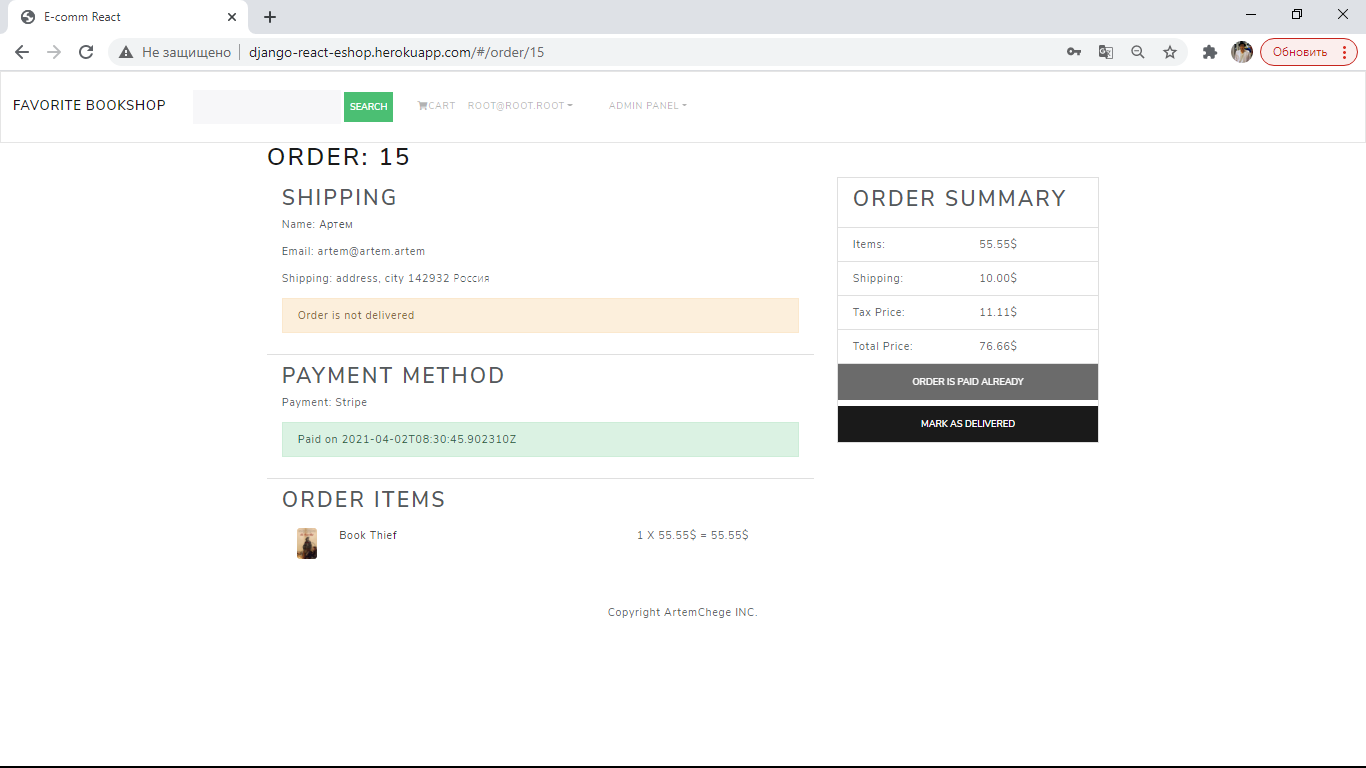 E-comm React
Не защищено
django-react-eshop.herokuapp.com/#/order/15
Обновить
FAVORITE BOOKSHOP
SEARCH
CART
ROOT@ROOT.ROOT
ADMIN PANEL
ORDER: 15
SHIPPING
Name: Артем
Email: artem@artem.artem
Shipping: address, city 142932 Россия
Order is not delivered
PAYMENT METHOD
Payment: Stripe
Paid on 2021-04-02T08:30:45.902310Z
ORDER ITEMS
Book Thief
1 X 55.55$ = 55.55$
ORDER SUMMARY
Items: 55.55$
Shipping: 10.00$
Tax Price: 11.11$
Total Price: 76.66$
ORDER IS PAID ALREADY
MARK AS DELIVERED
Copyright ArtemChege INC.